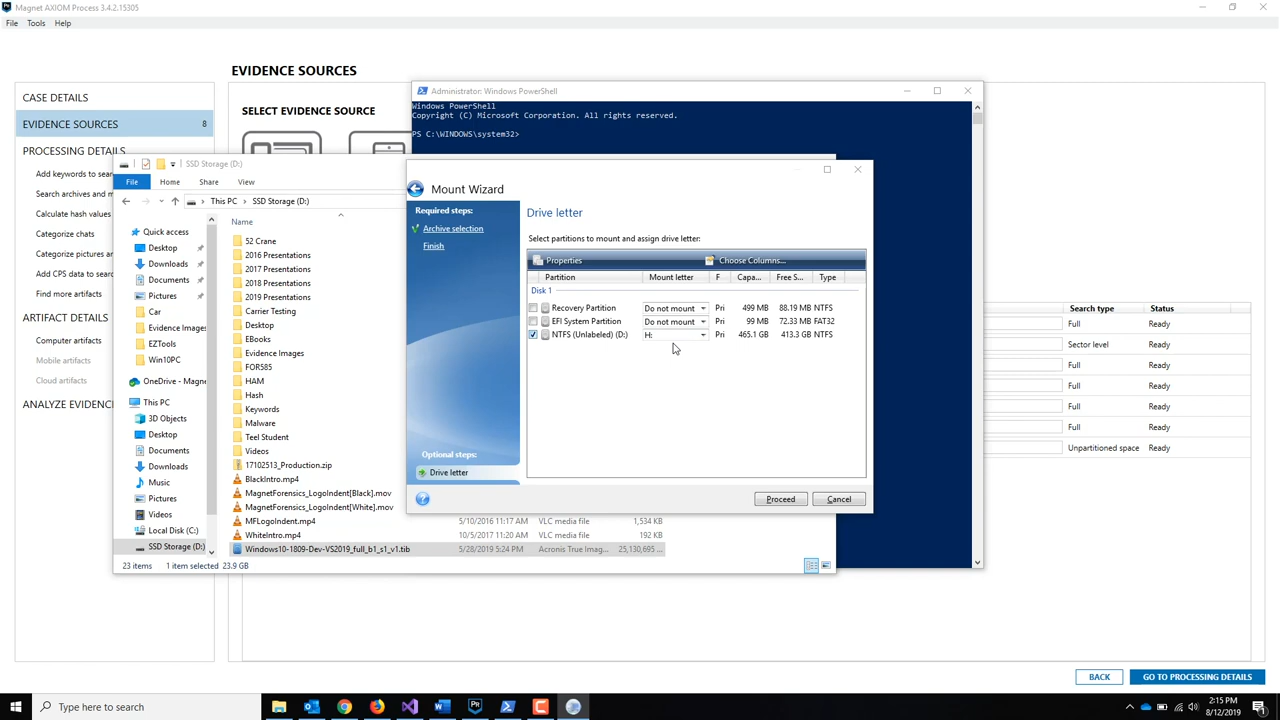 Magnet AXIOM Process 3.4.2.15305
File Tools Help
EVIDENCE SOURCES
CASE DETAILS
EVIDENCE SOURCES 8
PROCESSING DETAILS
Add keywords to sear
Search archives and m
Calculate hash values
Categorize chats
Categorize pictures an
Add CPS data to searc
Find more artifacts
ARTIFACT DETAILS
Computer artifacts
Mobile artifacts
Cloud artifacts
ANALYZE EVIDENC
SELECT EVIDENCE SOURCE
Administrator: Windows PowerShell
Windows PowerShell
Copyright (C) Microsoft Corporation. All rights reserved.
PS C:\WINDOWS\system32>
SSD Storage (D:)
File Home Share View
This PC > SSD Storage (D:)
Quick access
Desktop
Downloads
Documents
Pictures
Car
Evidence Images
EZTools
Win10PC
OneDrive - Magne
This PC
3D Objects
Desktop
Documents
Downloads
Music
Pictures
Videos
Local Disk (C:)
SSD Storage (D:)
Name
52 Crane
2016 Presentations
2017 Presentations
2018 Presentations
2019 Presentations
Carrier Testing
Desktop
EBooks
Evidence Images
FOR585
HAM
Hash
Keywords
Malware
Teel Student
Videos
17102513_Production.zip
BlackIntro.mp4
MagnetForensics_LogoIndent[Black].mov
MagnetForensics_LogoIndent[White].mov
MFLogoIndent.mp4 5/10/2016 11:17 AM VLC media file 1,534 KB
WhiteIntro.mp4 10/5/2017 11:20 AM VLC media file 192 KB
Windows10-1809-Dev-VS2019_full_b1_s1_v1.tib 5/28/2019 5:24 PM Acronis True Imag... 25,130,695 ...
23 items 1 item selected 23.9 GB
Mount Wizard
Required steps:
Archive selection
Finish
Optional steps:
Drive letter
Drive letter
Select partitions to mount and assign drive letter:
Properties Choose Columns...
Partition Mount letter F Capa... Free S... Type
Disk 1
Recovery Partition Do not mount Pri 499 MB 88.19 MB NTFS
EFI System Partition Do not mount Pri 99 MB 72.33 MB FAT32
NTFS (Unlabeled) (D:) H: Pri 465.1 GB 413.3 GB NTFS
Proceed Cancel
Search type Status
Full Ready
Sector level Ready
Full Ready
Full Ready
Full Ready
Full Ready
Unpartitioned space Ready
BACK GO TO PROCESSING DETAILS
Type here to search
2:15 PM
8/12/2019